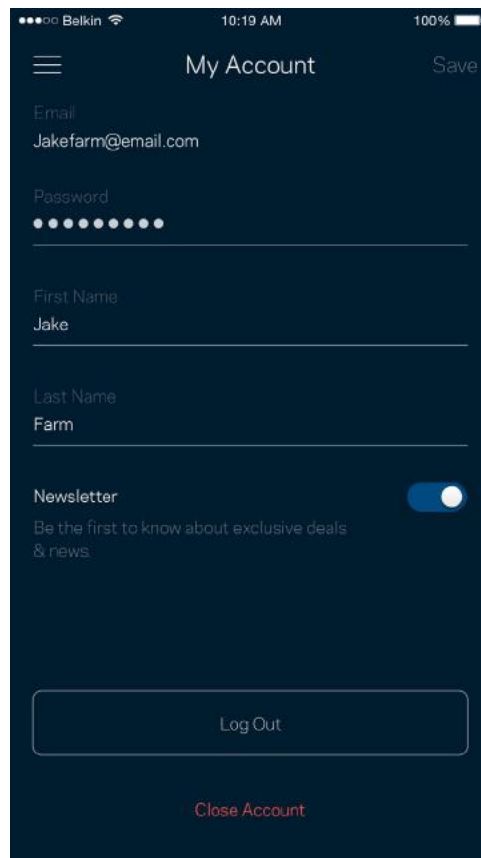 ●●●○○ Belkin 10:19 AM 100%
My Account Save
Email
Jakefarm@email.com
Password
●●●●●●●●●
First Name
Jake
Last Name
Farm
Newsletter
Be the first to know about exclusive deals
& news.
Log Out
Close Account